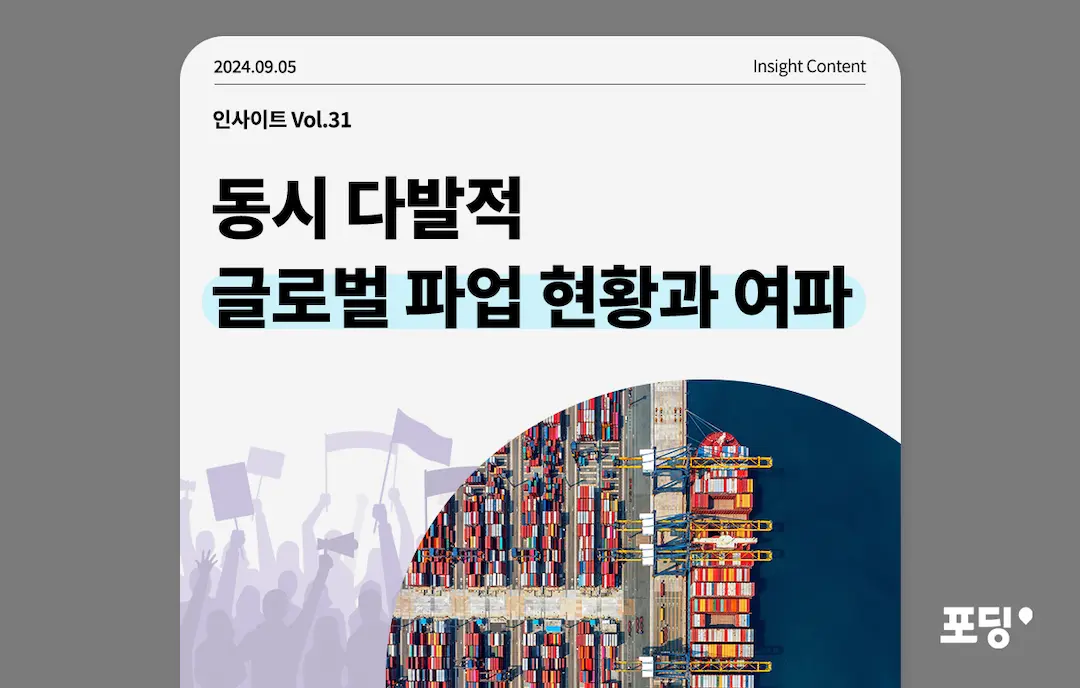 2024.09.05
Insight Content
인사이트 Vol.31
동시 다발적
글로벌 파업 현황과 여파
포딩